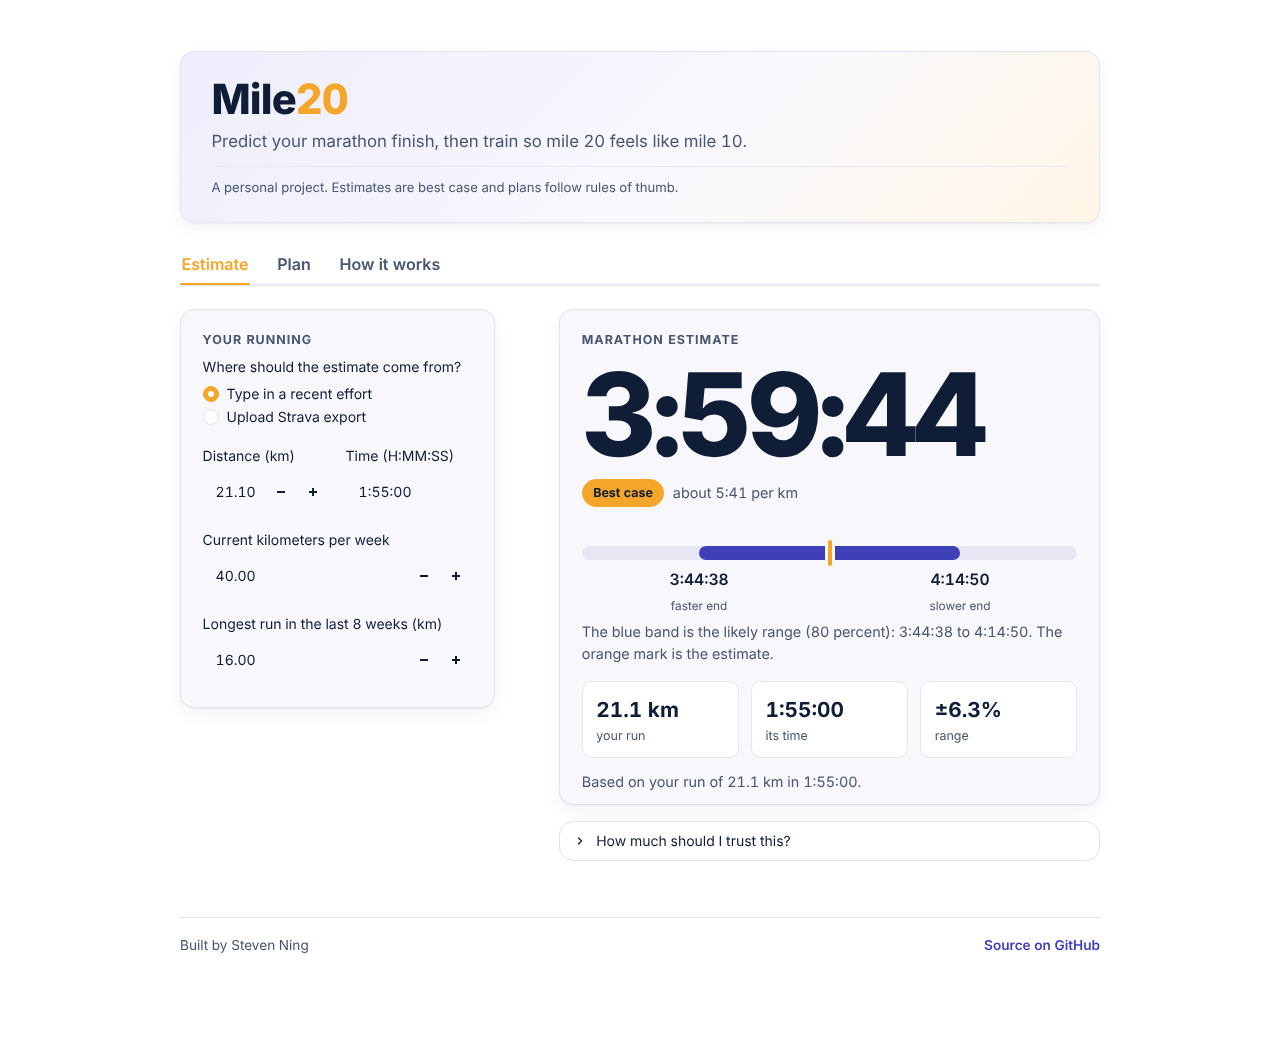 Mile20
Predict your marathon finish, then train so mile 20 feels like mile 10.
A personal project. Estimates are best case and plans follow rules of thumb.
Estimate
Plan
How it works
YOUR RUNNING
Where should the estimate come from?
Type in a recent effort
Upload Strava export
Distance (km)
Time (H:MM:SS)
21.10
1:55:00
Current kilometers per week
40.00
Longest run in the last 8 weeks (km)
16.00
MARATHON ESTIMATE
3:59:44
Best case about 5:41 per km
3:44:38
faster end
4:14:50
slower end
The blue band is the likely range (80 percent): 3:44:38 to 4:14:50. The
orange mark is the estimate.
21.1 km
your run
1:55:00
its time
±6.3%
range
Based on your run of 21.1 km in 1:55:00.
How much should I trust this?
Built by Steven Ning
Source on GitHub